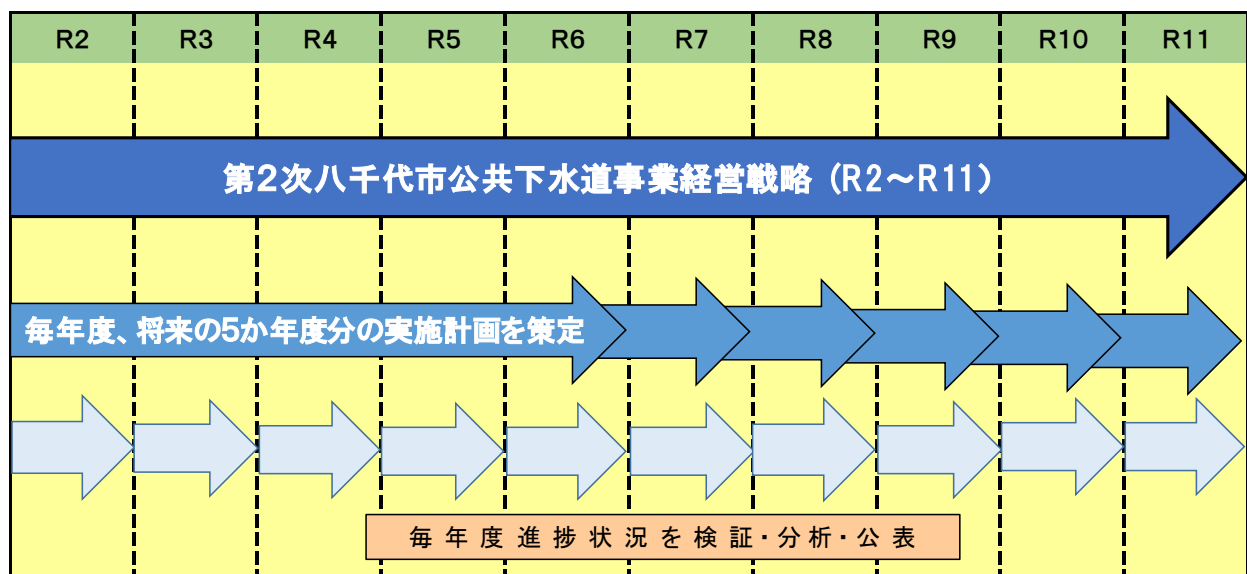 R2 R3 R4 R5 R6 R7 R8 R9 R10 R11
第2次八千代市公共下水道事業経営戦略（R2～R11）
毎年度、将来の5か年度分の実施計画を策定
毎年度進捗状況を検証・分析・公表